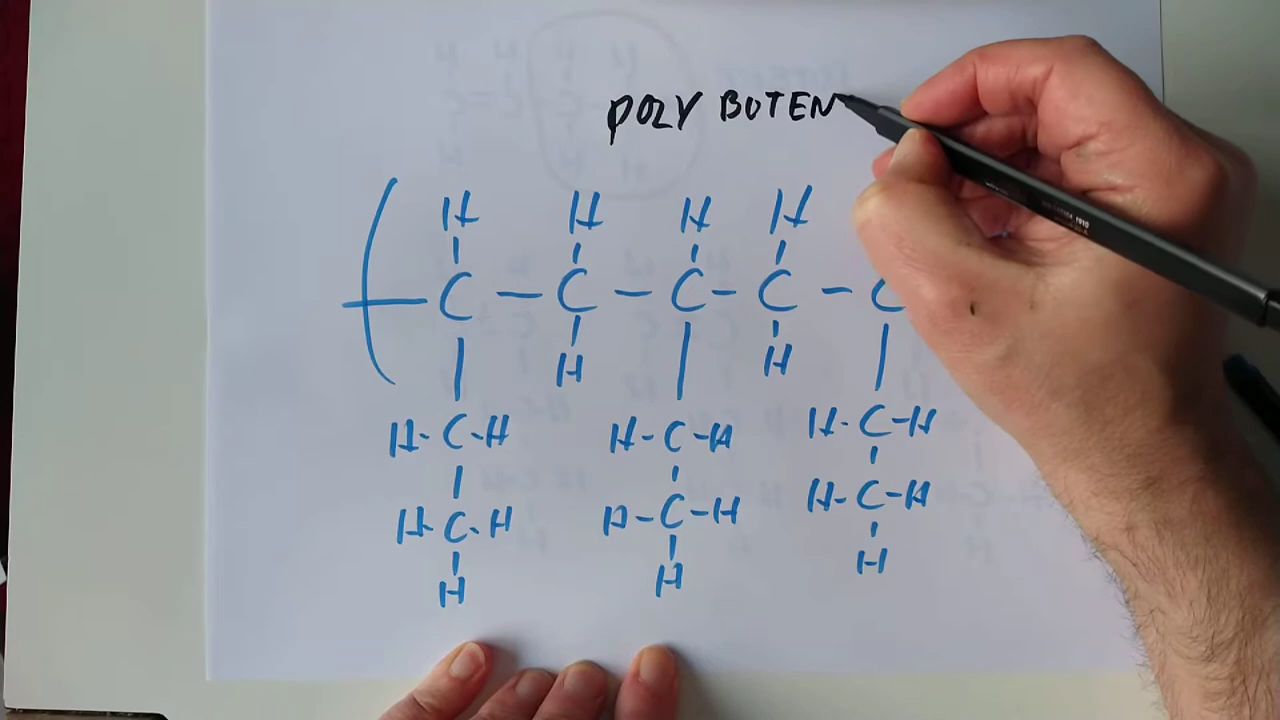 POLY BUTEN
H H H H
C - C - C - C - C
H H
H - C - H H - C - H H - C - H
H - C - H H - C - H H - C - H
H H H